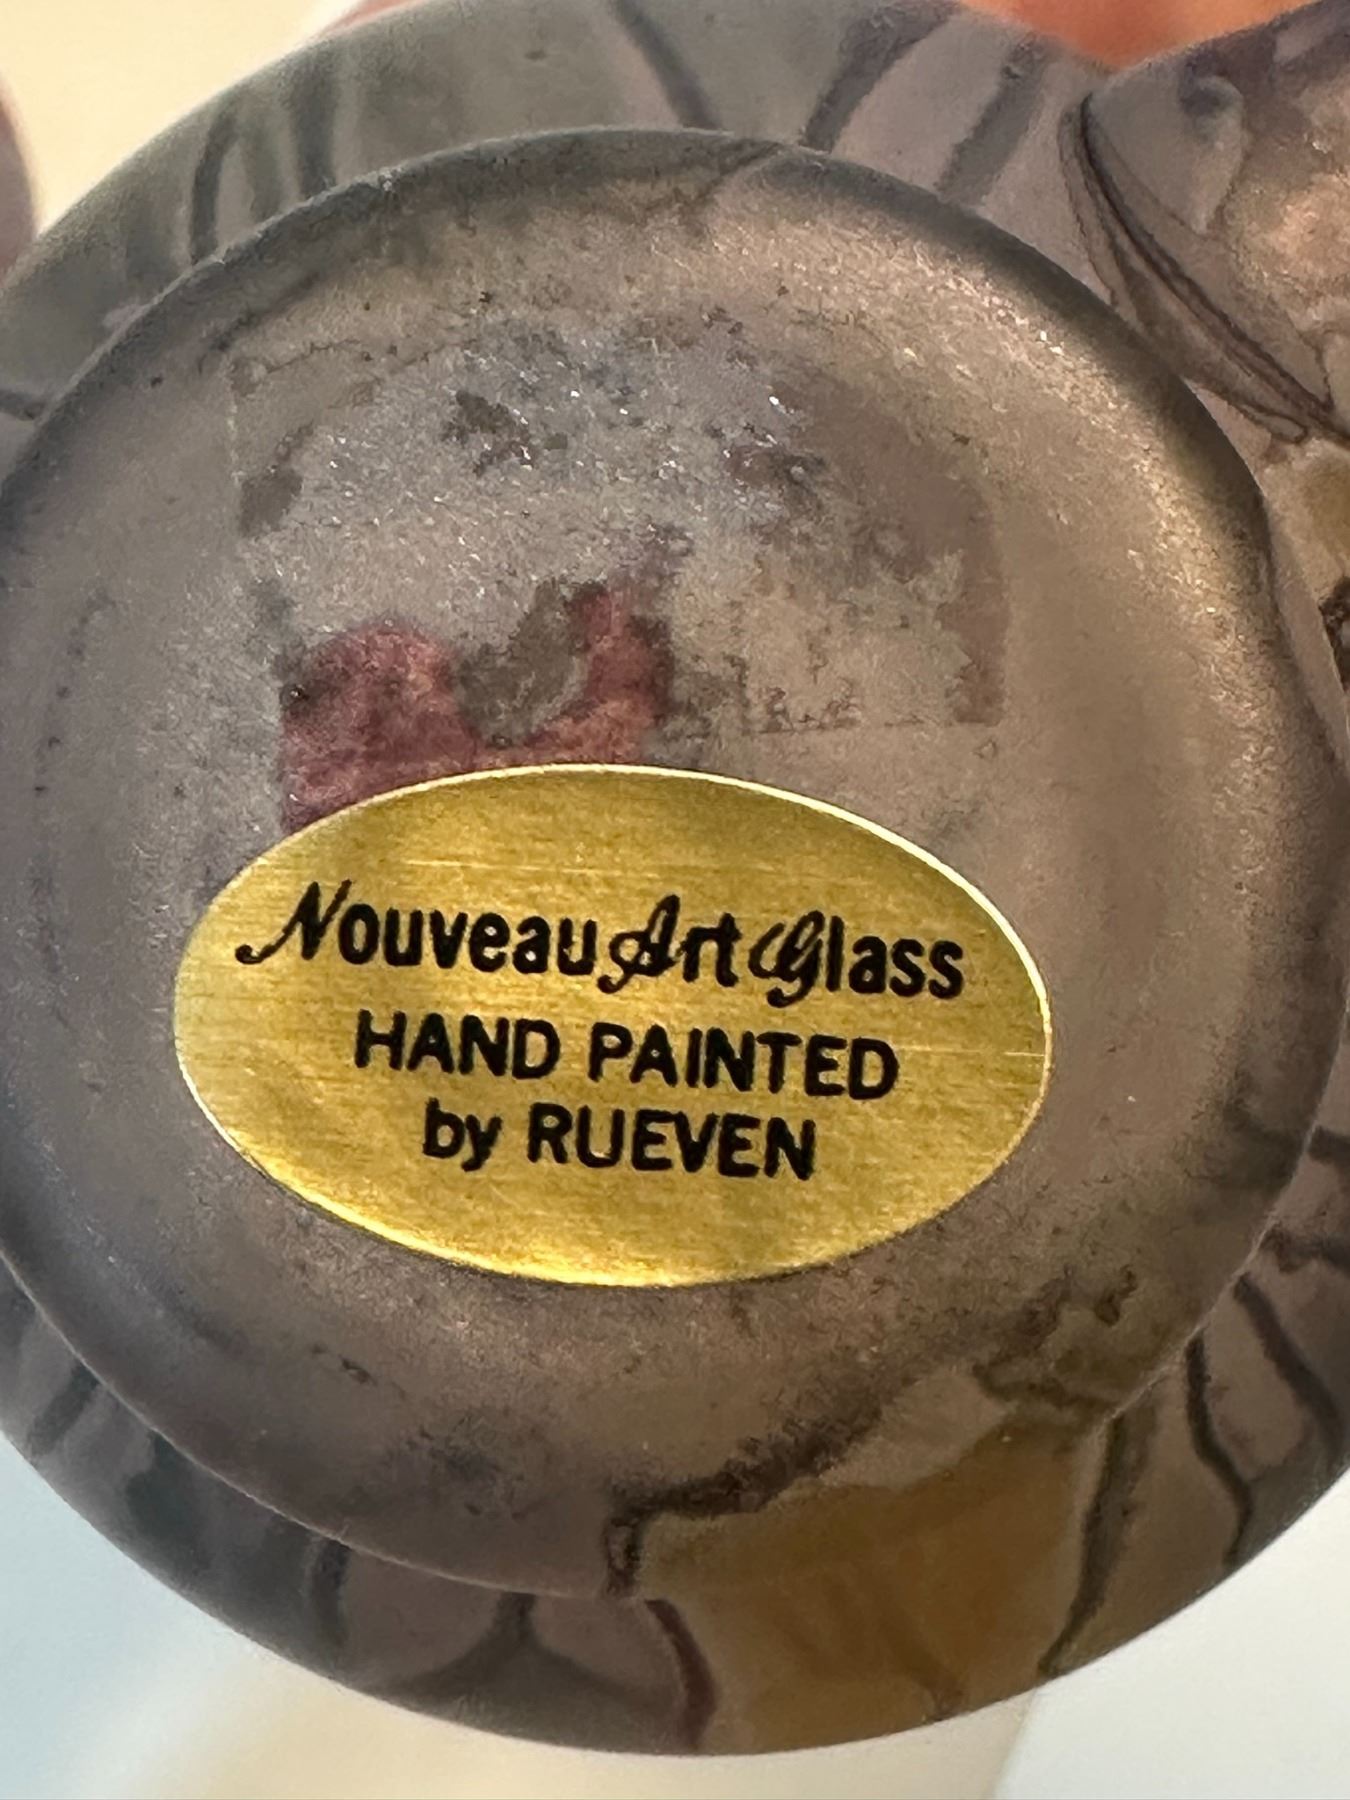 Nouveau Art Glass
HAND PAINTED
by RUEVEN